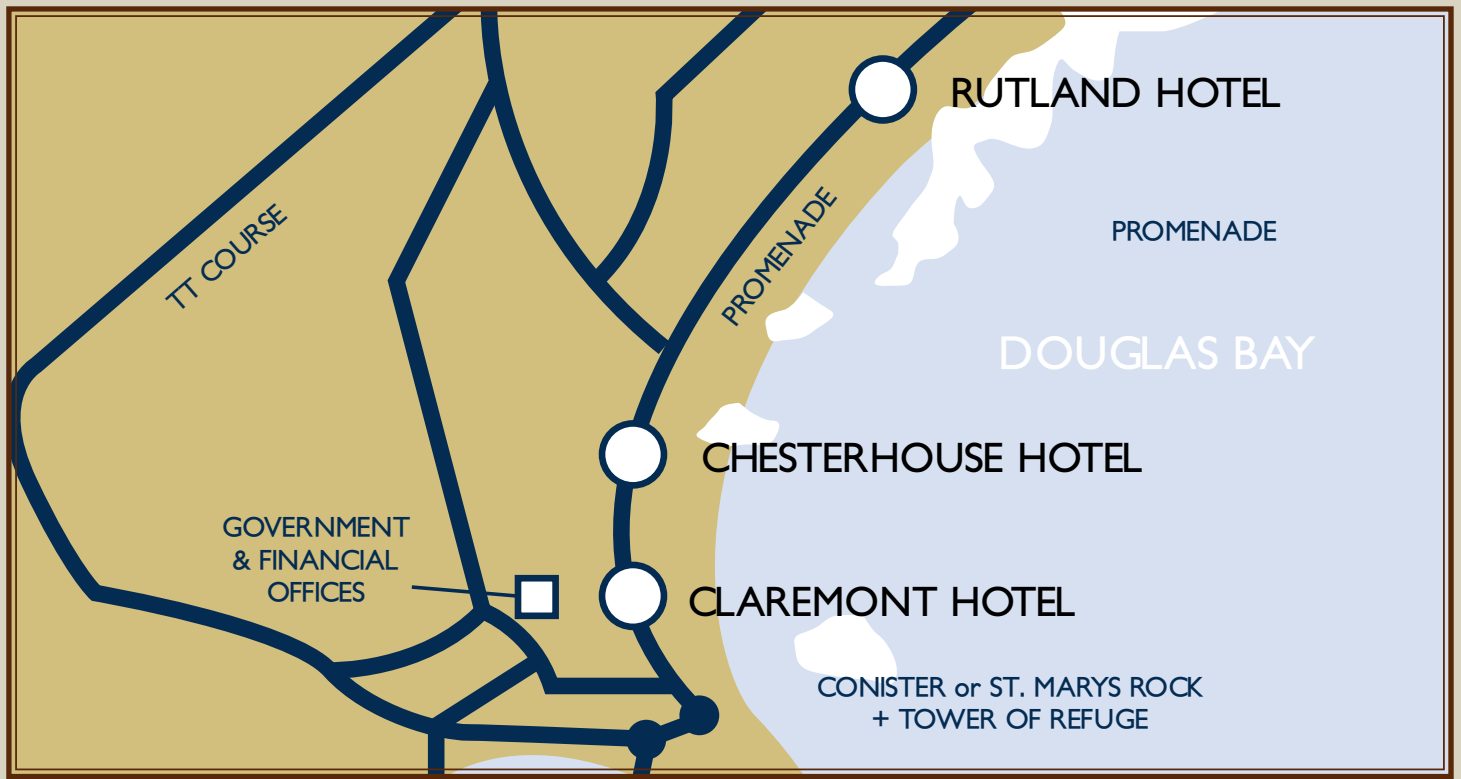 RUTLAND HOTEL
TT COURSE
PROMENADE
PROMENADE
DOUGLAS BAY
CHESTERHOUSE HOTEL
GOVERNMENT
& FINANCIAL
OFFICES
CLAREMONT HOTEL
CONISTER or ST. MARYS ROCK
+ TOWER OF REFUGE